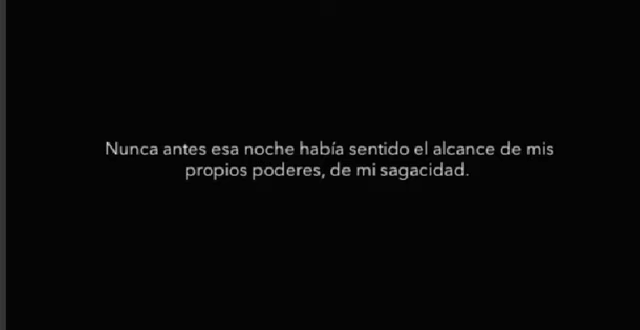 Nunca antes esa noche había sentido el alcance de mis
propios poderes, de mi sagacidad.